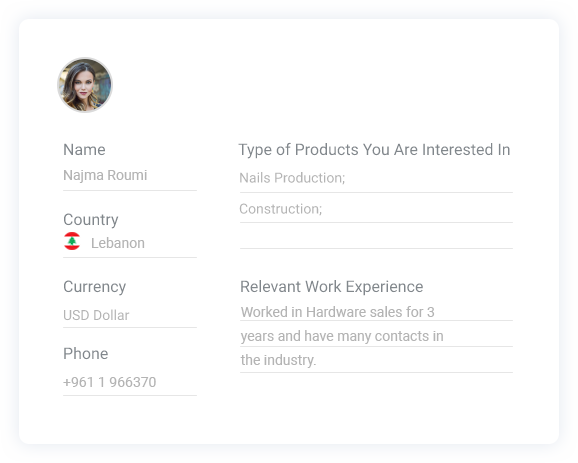 Name
Najma Roumi
Country
Lebanon
Currency
USD Dollar
Phone
+961 1 966370
Type of Products You Are Interested In
Nails Production;
Construction;
Relevant Work Experience
Worked in Hardware sales for 3
years and have many contacts in
the industry.